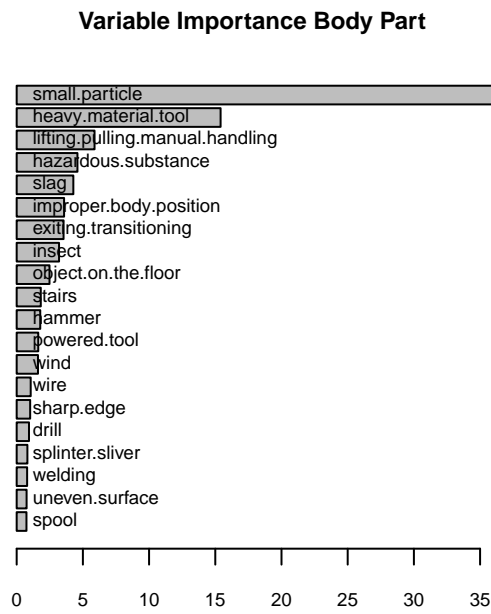 Variable Importance Body Part
small.particle
heavy.material.tool
lifting.pulling.manual.handling
hazardous.substance
slag
improper.body.position
exiting.transitioning
insect
object.on.the.floor
stairs
hammer
powered.tool
wind
wire
sharp.edge
drill
splinter.sliver
welding
uneven.surface
spool
0 5 10 15 20 25 30 35